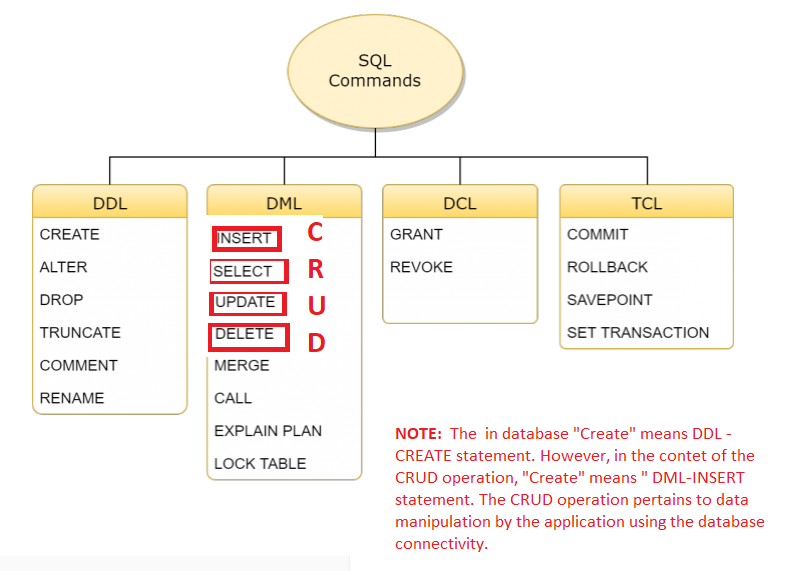 SQL
Commands
DDL
CREATE
ALTER
DROP
TRUNCATE
COMMENT
RENAME
DML
INSERT C
SELECT R
UPDATE U
DELETE D
MERGE
CALL
EXPLAIN PLAN
LOCK TABLE
DCL
GRANT
REVOKE
TCL
COMMIT
ROLLBACK
SAVEPOINT
SET TRANSACTION
NOTE: The in database "Create" means DDL -
CREATE statement. However, in the contet of the
CRUD operation, "Create" means " DML-INSERT
statement. The CRUD operation pertains to data
manipulation by the application using the database
connectivity.